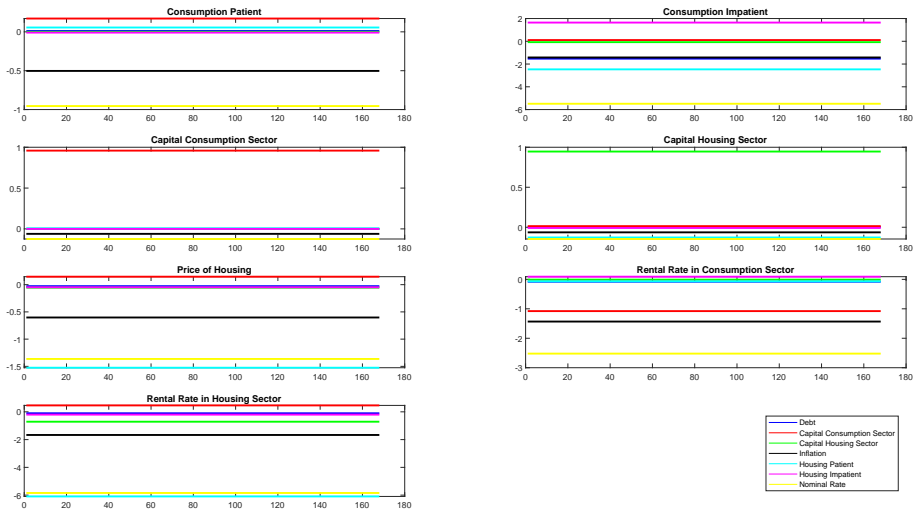 Consumption Patient
0
-0.5
-1
0 20 40 60 80 100 120 140 160 180
Consumption Impatient
2
0
-2
-4
-6
0 20 40 60 80 100 120 140 160 180
Capital Consumption Sector
1
0.5
0
0 20 40 60 80 100 120 140 160 180
Capital Housing Sector
1
0.5
0
0 20 40 60 80 100 120 140 160 180
Price of Housing
0
-0.5
-1
-1.5
0 20 40 60 80 100 120 140 160 180
Rental Rate in Consumption Sector
0
-1
-2
-3
0 20 40 60 80 100 120 140 160 180
Rental Rate in Housing Sector
0
-2
-4
-6
0 20 40 60 80 100 120 140 160 180
Debt
Capital Consumption Sector
Capital Housing Sector
Inflation
Housing Patient
Housing Impatient
Nominal Rate